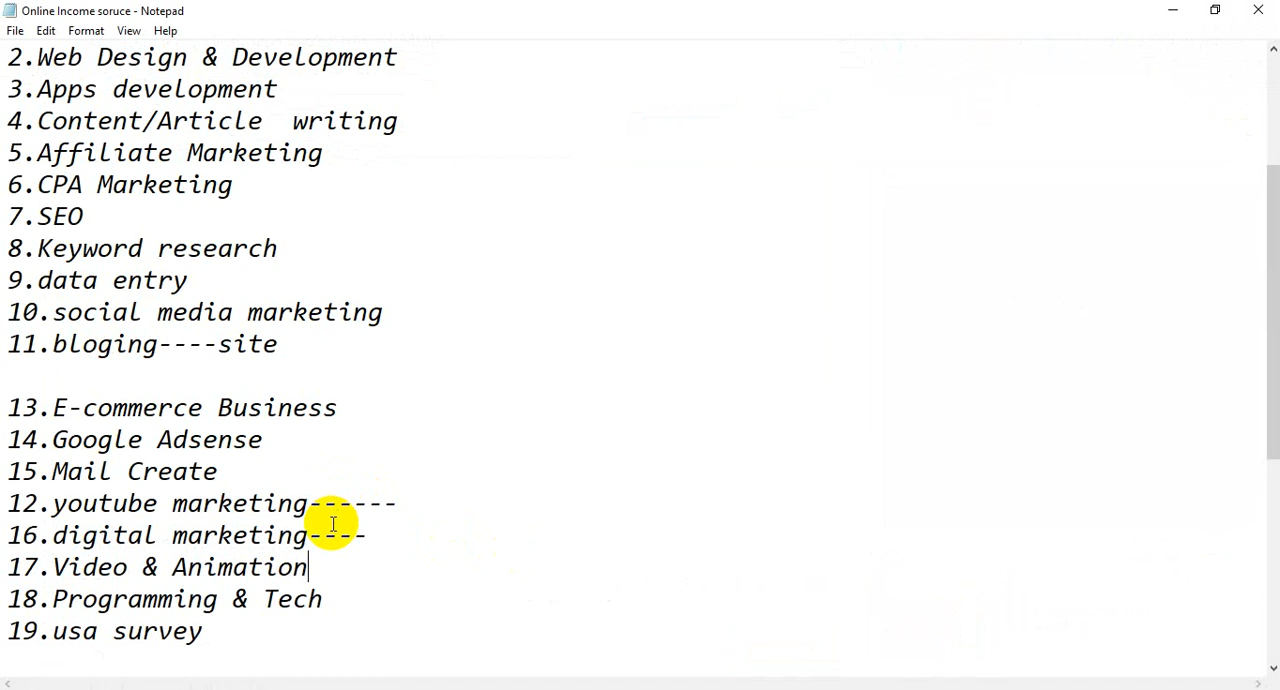 Online Income soruce - Notepad
File Edit Format View Help
2.Web Design & Development
3.Apps development
4.Content/Article  writing
5.Affiliate Marketing
6.CPA Marketing
7.SEO
8.Keyword research
9.data entry
10.social media marketing
11.bloging----site
13.E-commerce Business
14.Google Adsense
15.Mail Create
12.youtube marketing------
16.digital marketing----
17.Video & Animation
18.Programming & Tech
19.usa survey